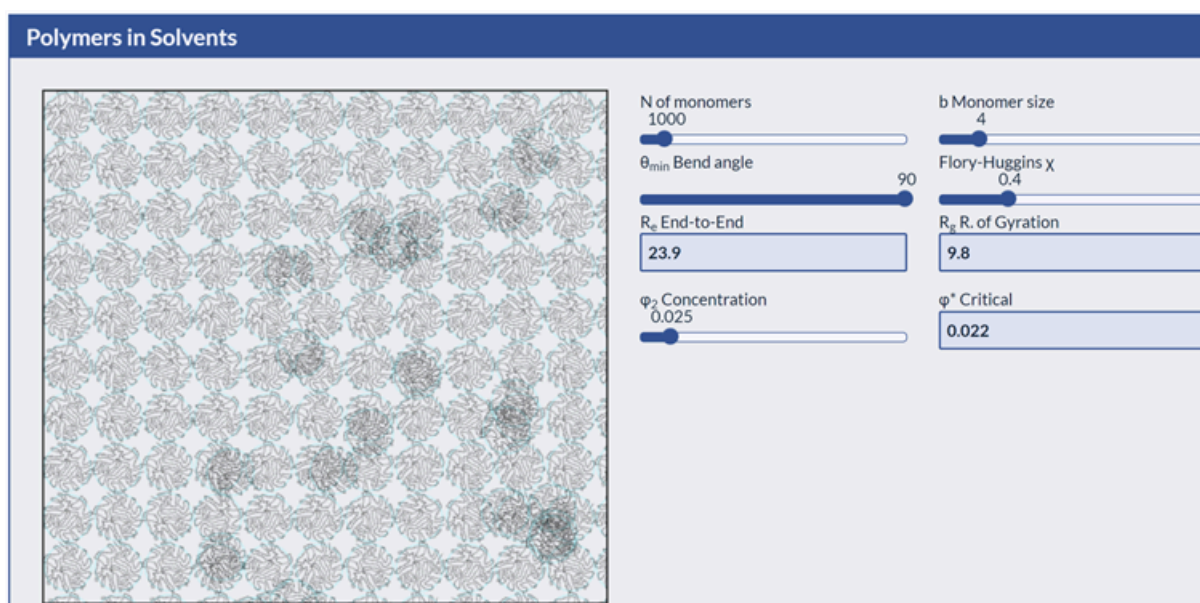 Polymers in Solvents
N of monomers
1000
b Monomer size
4
θmin Bend angle
90
Flory-Huggins χ
0.4
Re End-to-End
23.9
Rg R. of Gyration
9.8
φ2 Concentration
0.025
φ* Critical
0.022